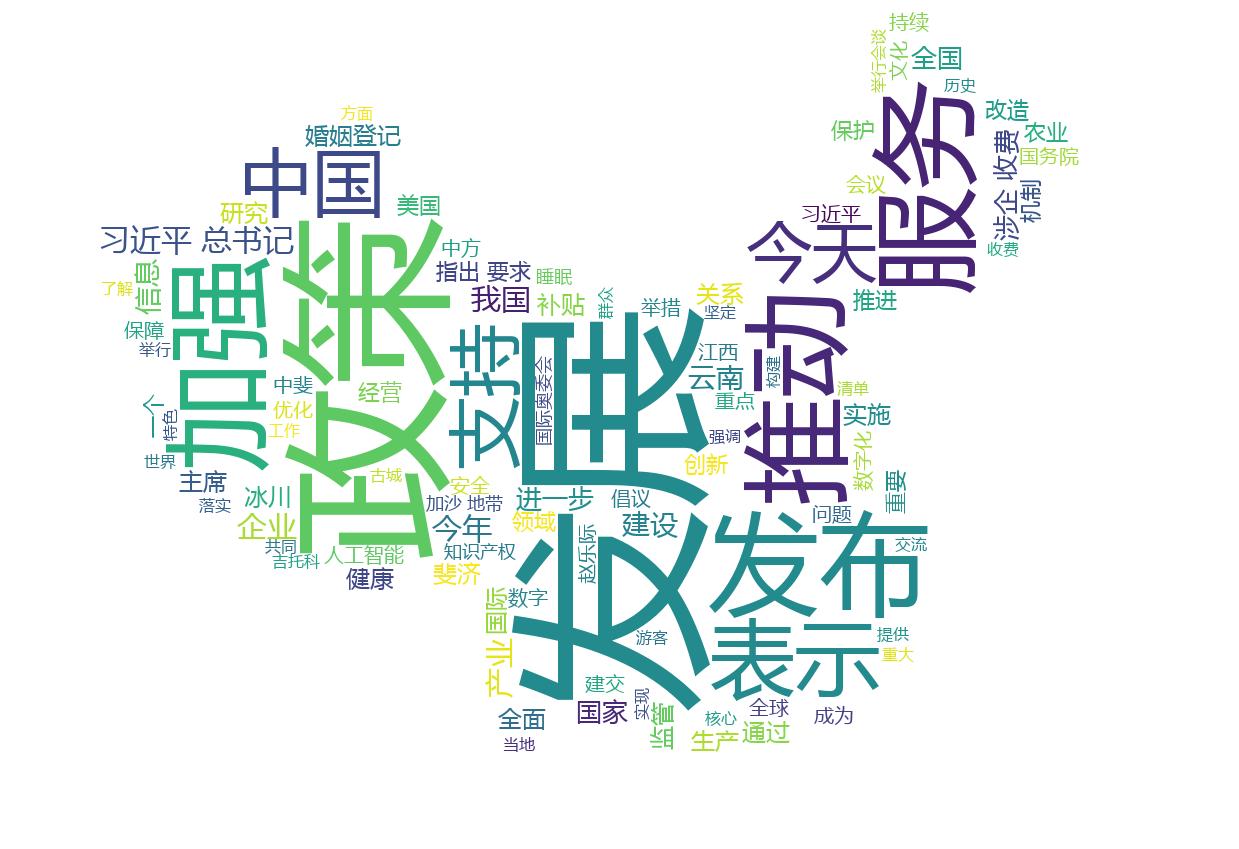 持续
举行会谈
文化
全国
历史
服务
改造
农业
国务院
保护
涉企 收费
机制
会议
习近平
收费
方面
婚姻登记
中国
美国
研究
习近平 总书记
今天
中方
政策
加强
信息
了解
指出 要求
睡眠
我国
补贴
群众
举措
关系
坚定
推进
推动
保障
举行
支持
发展
国际奥委会
江西
云南
构建
重点
清单
实施
中斐
经营
优化
工作
一个
特色
世界
强调
创新
数字化
主席
落实
古城
安全
重要
冰川
企业
加沙 地带
进一步
倡议
今年
领域
建设
问题
发布
交流
共同
吉托科
人工智能
知识产权
健康
斐济
赵乐际
数字
产业 国际
游客
表示
提供
重大
建交
国家
实现
监管
全面
当地
核心
生产
全球
通过
成为